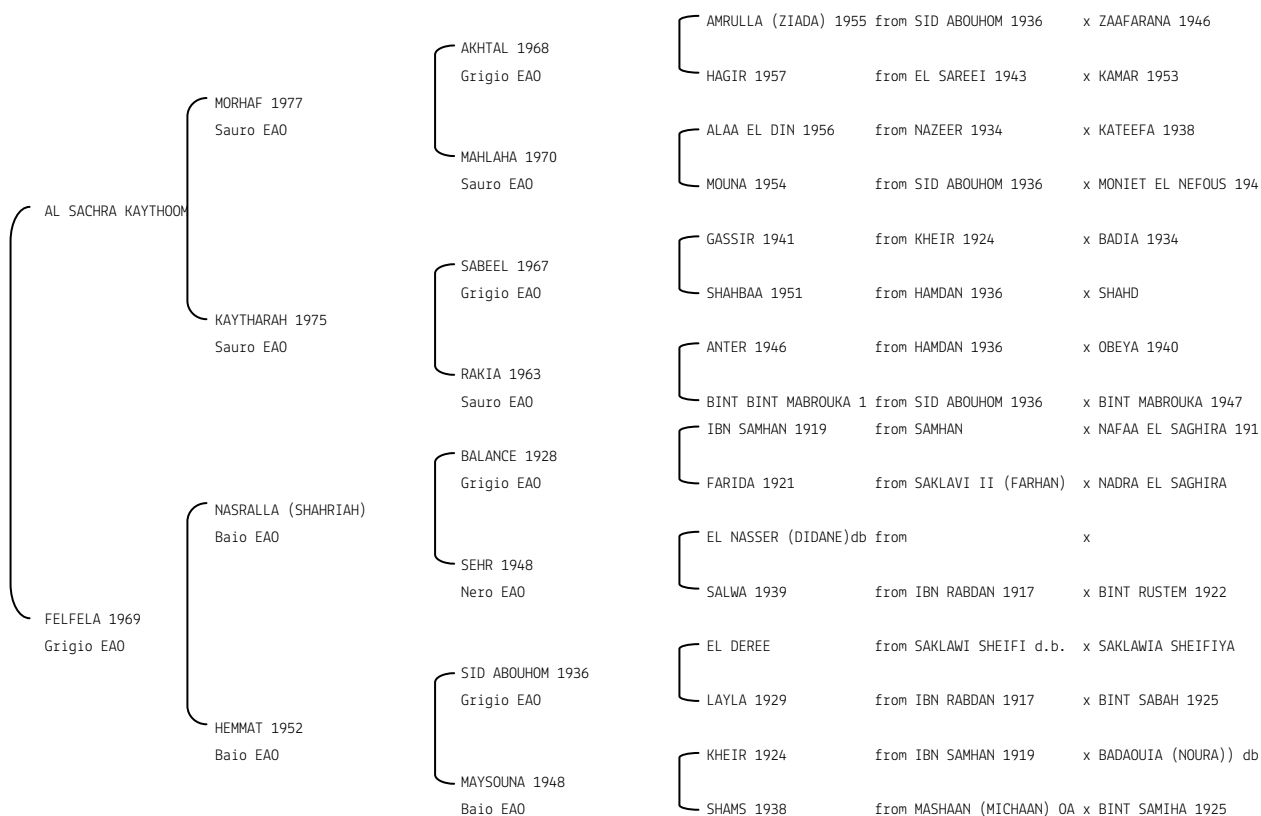 AMRULLA (ZIADA) 1955 from SID ABOUHOM 1936 x ZAAFARANA 1946
AKHTAL 1968
Grigio EAO
HAGIR 1957 from EL SAREEI 1943 x KAMAR 1953
MORHAF 1977
Sauro EAO
ALAA EL DIN 1956 from NAZEER 1934 x KATEEFA 1938
MAHLAHA 1970
Sauro EAO
MOUNA 1954 from SID ABOUHOM 1936 x MONIET EL NEFOUS 194
AL SACHRA KAYTHOOM
GASSIR 1941 from KHEIR 1924 x BADIA 1934
SABEEL 1967
Grigio EAO
SHAHBAA 1951 from HAMDAN 1936 x SHAHD
KAYTHARAH 1975
Sauro EAO
ANTER 1946 from HAMDAN 1936 x OBEYA 1940
RAKIA 1963
Sauro EAO
BINT BINT MABROUKA 1 from SID ABOUHOM 1936 x BINT MABROUKA 1947
IBN SAMHAN 1919 from SAMHAN x NAFAA EL SAGHIRA 191
BALANCE 1928
Grigio EAO
FARIDA 1921 from SAKLAVI II (FARHAN) x NADRA EL SAGHIRA
NASRALLA (SHAHRIAH)
Baio EAO
EL NASSER (DIDANE)db from x
SEHR 1948
Nero EAO
SALWA 1939 from IBN RABDAN 1917 x BINT RUSTEM 1922
FELFELA 1969
Grigio EAO
EL DEREE from SAKLAWI SHEIFI d.b. x SAKLAWIA SHEIFIYA
SID ABOUHOM 1936
Grigio EAO
LAYLA 1929 from IBN RABDAN 1917 x BINT SABAH 1925
HEMMAT 1952
Baio EAO
KHEIR 1924 from IBN SAMHAN 1919 x BADAOUIA (NOURA)) db
MAYSOUNA 1948
Baio EAO
SHAMS 1938 from MASHAAN (MICHAAN) OA x BINT SAMIHA 1925